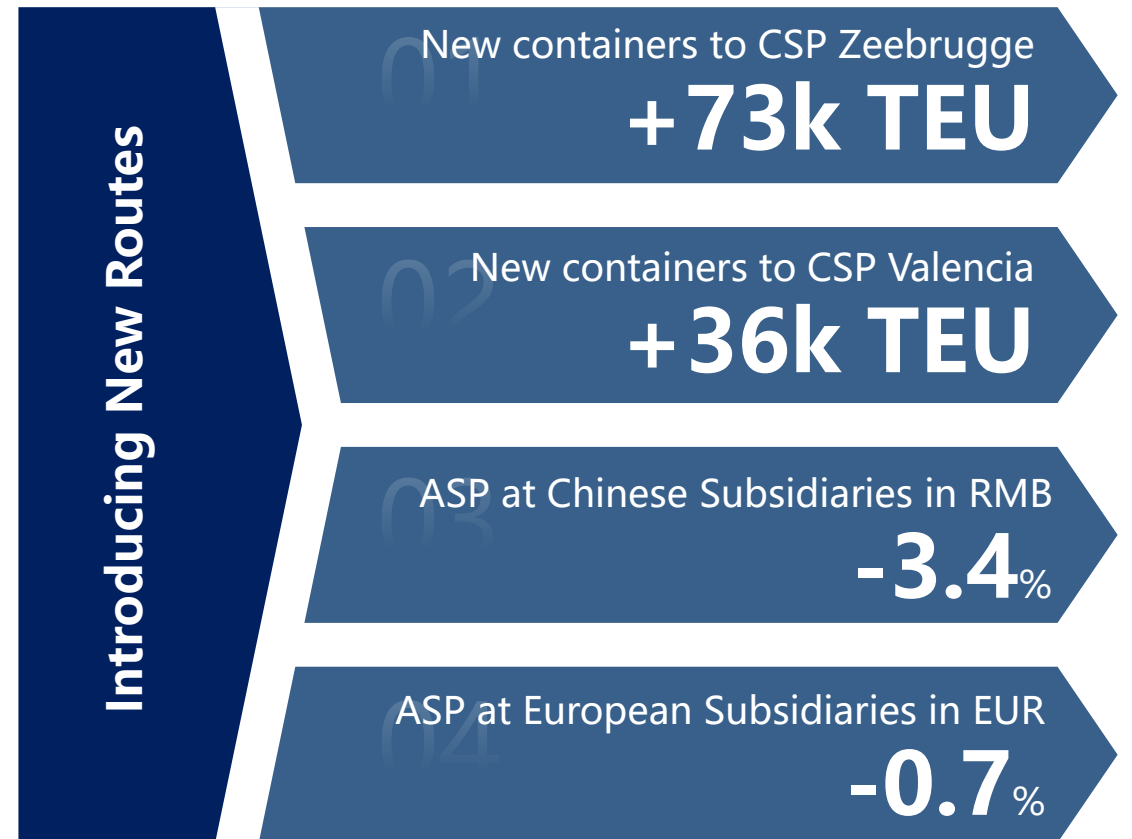 Introducing New Routes
01
New containers to CSP Zeebrugge
+73k TEU
02
New containers to CSP Valencia
+36k TEU
03
ASP at Chinese Subsidiaries in RMB
-3.4%
04
ASP at European Subsidiaries in EUR
-0.7%